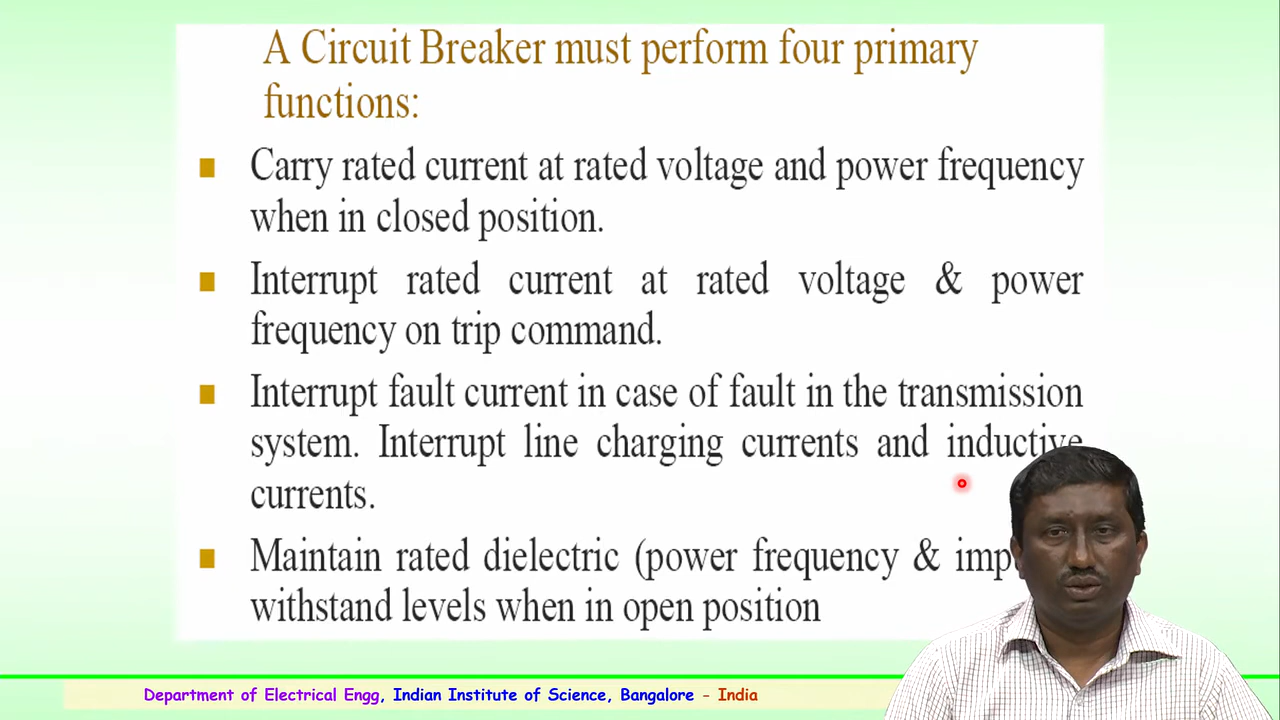 A Circuit Breaker must perform four primary
functions:
Carry rated current at rated voltage and power frequency
when in closed position.
Interrupt rated current at rated voltage & power
frequency on trip command.
Interrupt fault current in case of fault in the transmission
system. Interrupt line charging currents and inductive
currents.
Maintain rated dielectric (power frequency &
withstand levels when in open position
Department of Electrical Engg, Indian Institute of Science, Bangalore - India